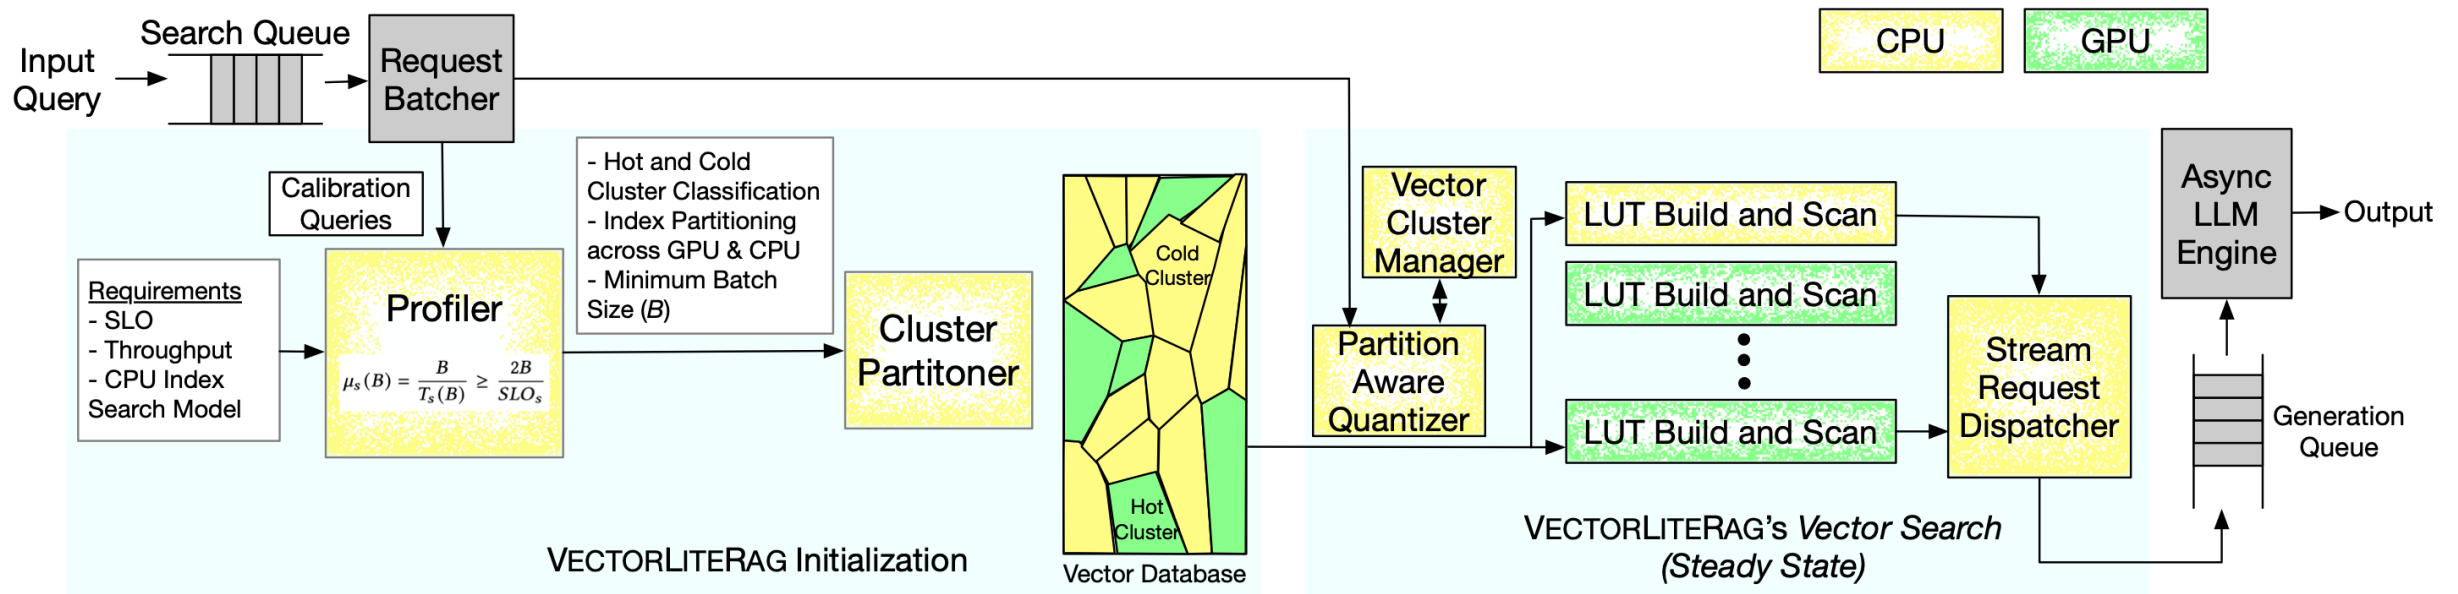 Input
Query
Search Queue
Request
Batcher
CPU
GPU
Calibration
Queries
Requirements
- SLO
- Throughput
- CPU Index
Search Model
Profiler
μs(B) = B / Ts(B) ≥ 2B / SLOs
- Hot and Cold
Cluster Classification
- Index Partitioning
across GPU & CPU
- Minimum Batch
Size (B)
Cluster
Partitoner
Cold
Cluster
Hot
Cluster
Vector Database
VECTORLITERAG Initialization
Vector
Cluster
Manager
Partition
Aware
Quantizer
LUT Build and Scan
LUT Build and Scan
LUT Build and Scan
Stream
Request
Dispatcher
VECTORLITERAG's Vector Search
(Steady State)
Async
LLM
Engine
Output
Generation
Queue